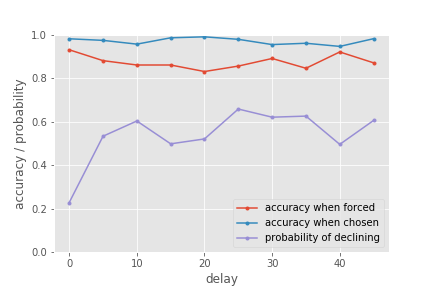 1.0
0.8
0.6
0.4
0.2
0.0
accuracy / probability
accuracy when forced
accuracy when chosen
probability of declining
0 10 20 30 40
delay